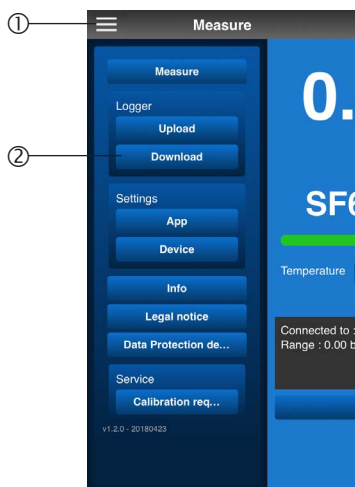 ①
Measure
0.
Measure
Logger
Upload
②
Download
SF6
Settings
App
Device
Temperature
Info
Legal notice
Connected to :
Range : 0.00 b
Data Protection de...
Service
Calibration req...
v1.2.0 - 20180423